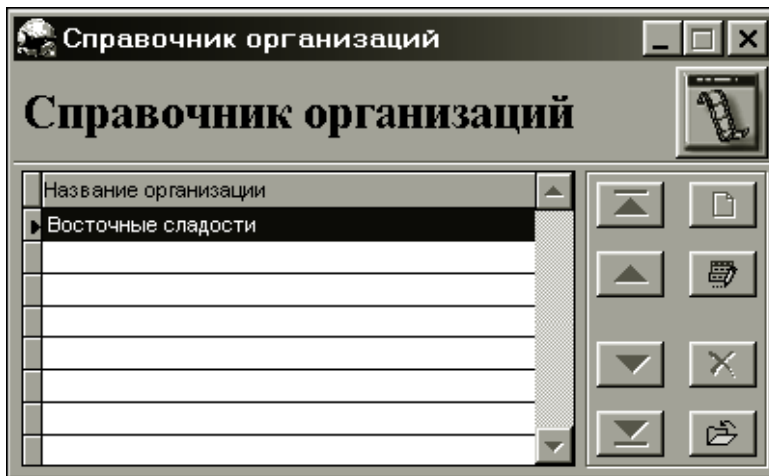 Справочник организаций
Справочник организаций
Название организации
Восточные сладости